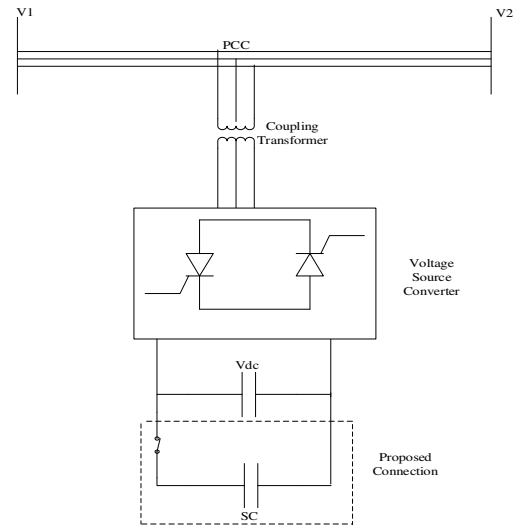 V1
V2
PCC
Coupling
Transformer
Voltage
Source
Converter
Vdc
Proposed
Connection
SC